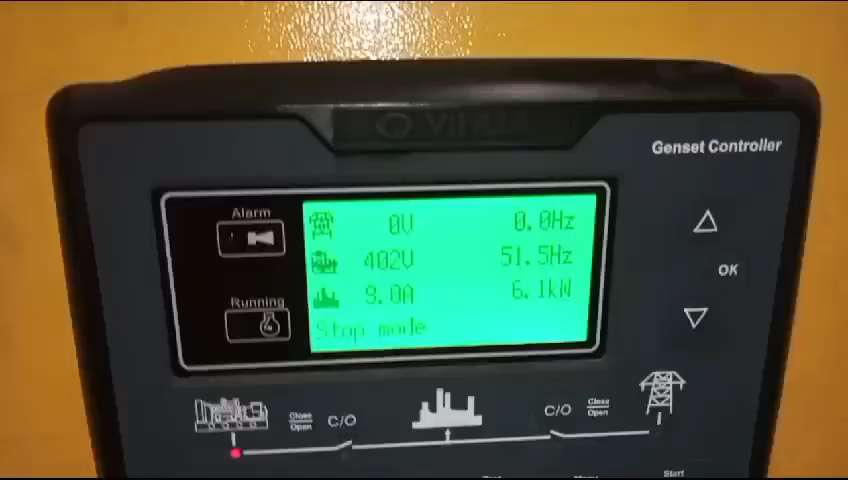 Genset Controller
Alarm
0V 0.0Hz
402V 51.5Hz
Running
9.0A 6.1kW
Stop mode
OK
Close
Open
C/O
C/O
Close
Open
Start